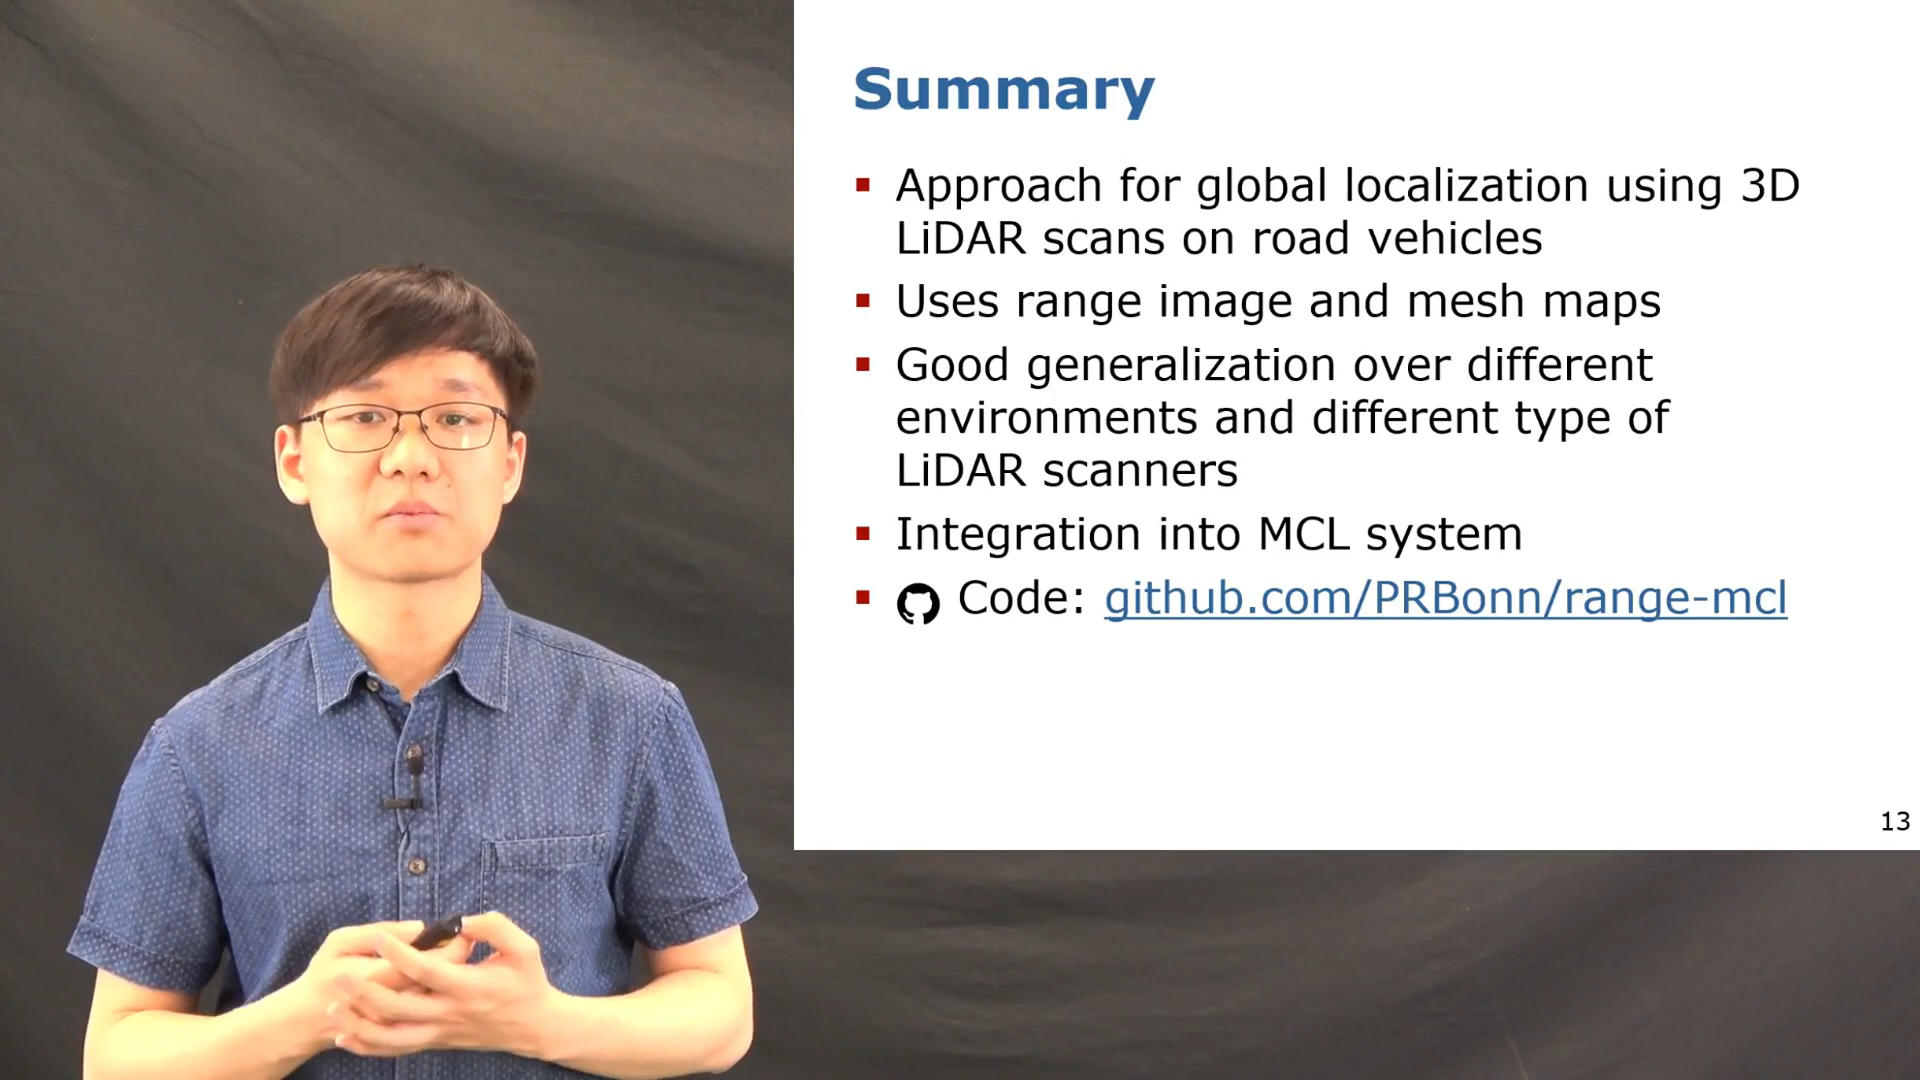 Summary
Approach for global localization using 3D
LiDAR scans on road vehicles
Uses range image and mesh maps
Good generalization over different
environments and different type of
LiDAR scanners
Integration into MCL system
Code: github.com/PRBonn/range-mcl
13